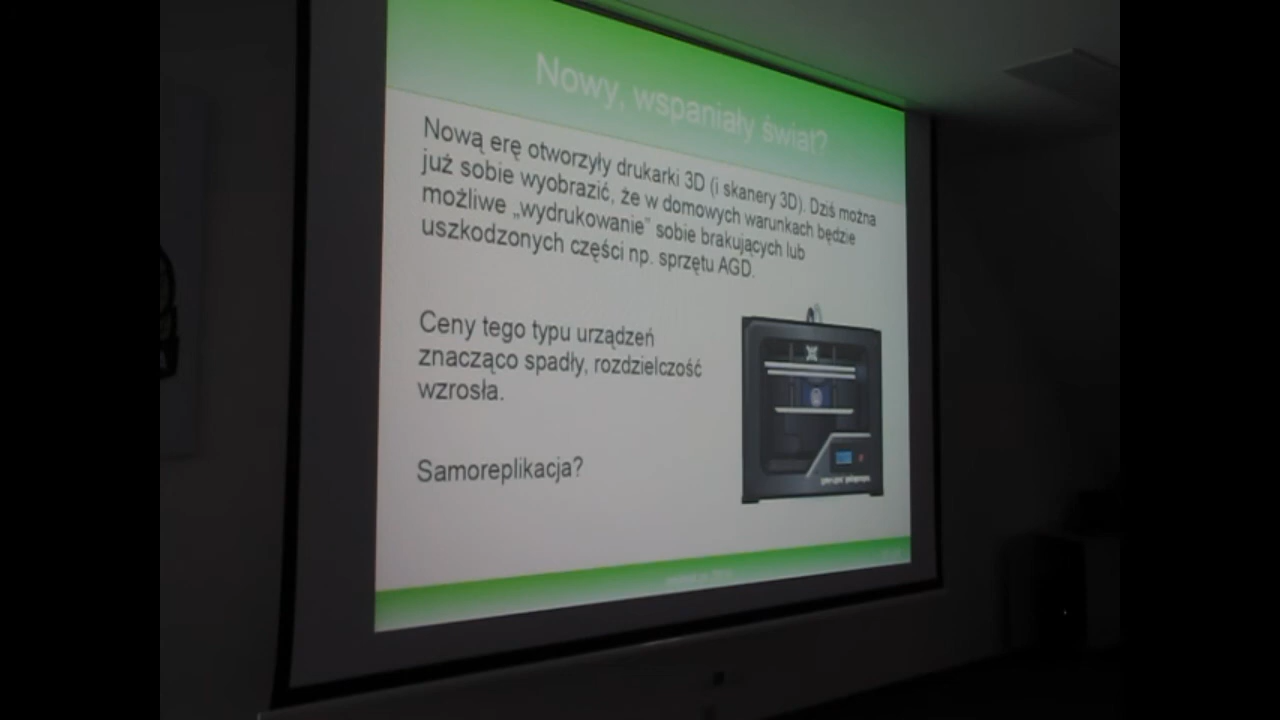 Nowy, wspaniały świat?
Nową erę otworzyły drukarki 3D (i skanery 3D). Dziś można
już sobie wyobrazić, że w domowych warunkach będzie
możliwe „wydrukowanie” sobie brakujących lub
uszkodzonych części np. sprzętu AGD.
Ceny tego typu urządzeń
znacząco spadły, rozdzielczość
wzrosła.
Samoreplikacja?